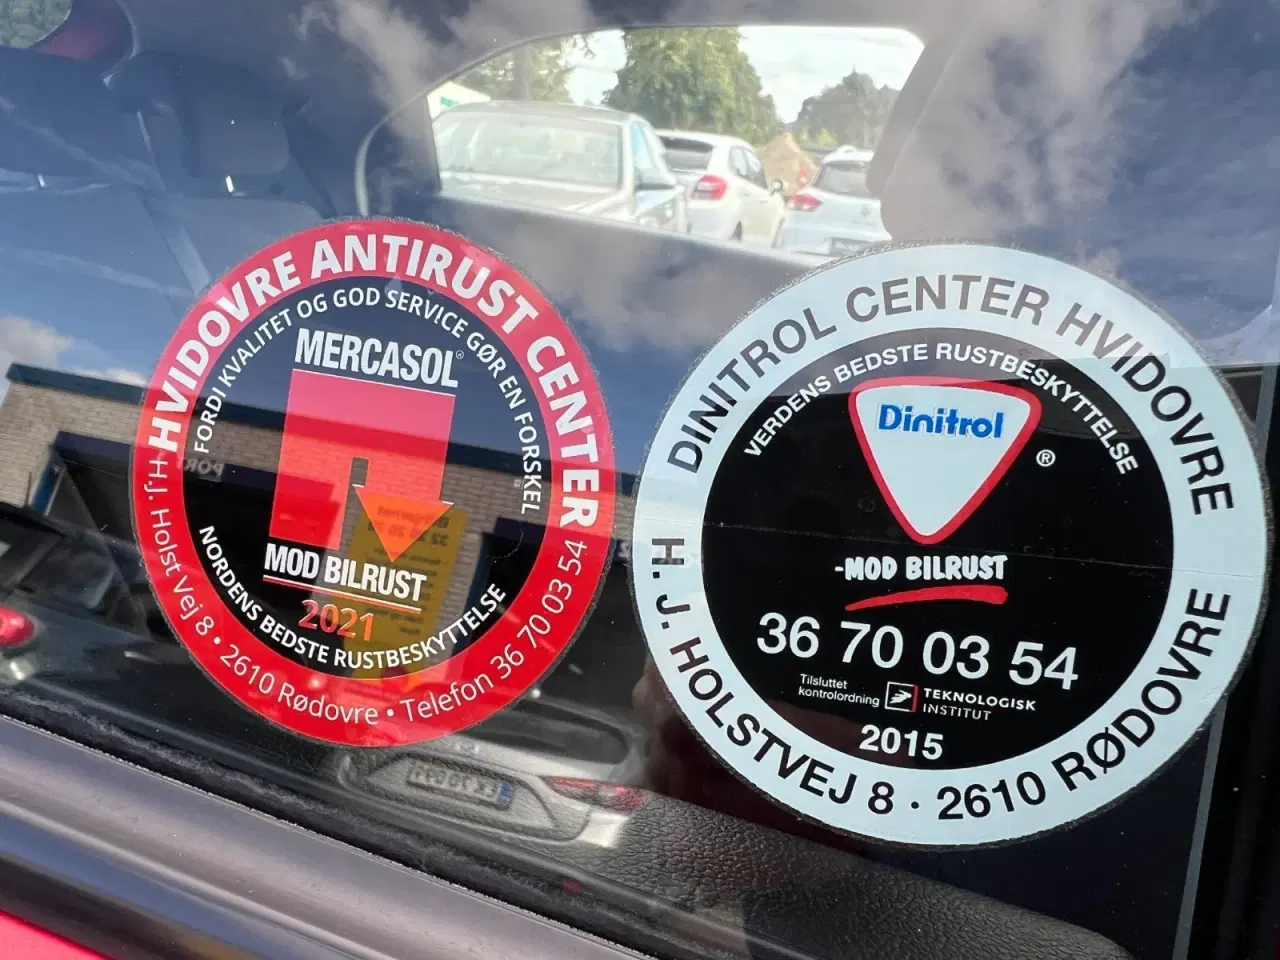 HVIDOVRE ANTIRUST CENTER
FORDI KVALITET OG GOD SERVICE GØR EN FORSKEL
MERCASOL®
MOD BILRUST
2021
NORDENS BEDSTE RUSTBESKYTTELSE
H.J. Holst Vej 8 • 2610 Rødovre • Telefon 36 70 03 54
DINITROL CENTER HVIDOVRE
VERDENS BEDSTE RUSTBESKYTTELSE
Dinitrol
®
-MOD BILRUST
36 70 03 54
Tilsluttet
kontrolordning
TEKNOLOGISK
INSTITUT
2015
H. J. HOLSTVEJ 8 · 2610 RØDOVRE